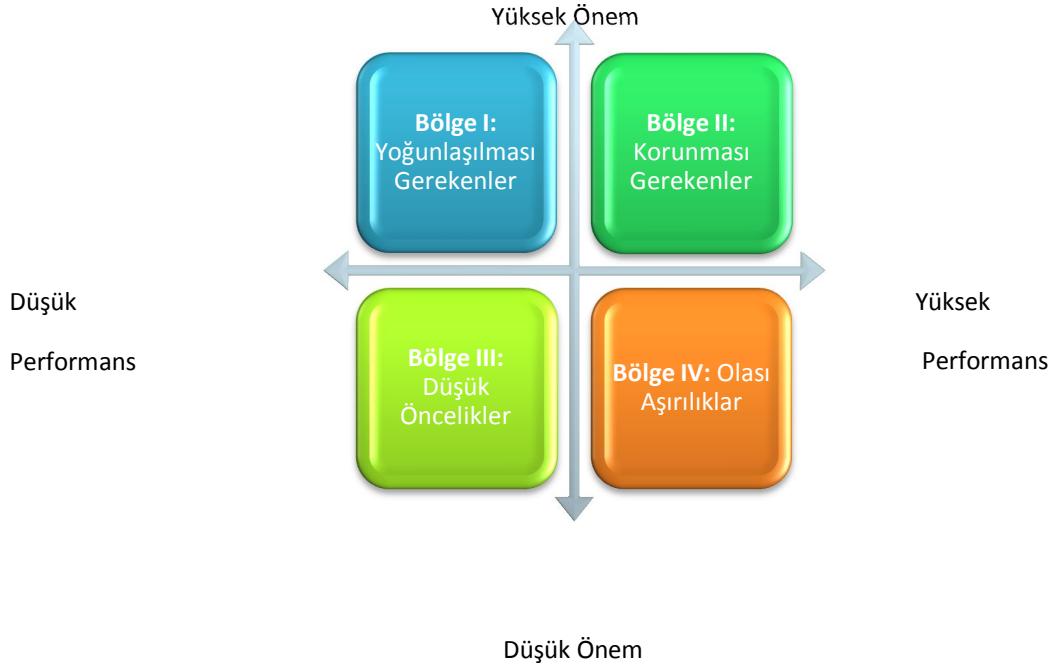 Yüksek Önem
Bölge I:
Yoğunlaşılması
Gerekenler
Bölge II:
Korunması
Gerekenler
Düşük
Performans
Yüksek
Performans
Bölge III:
Düşük
Öncelikler
Bölge IV: Olası
Aşırılıklar
Düşük Önem